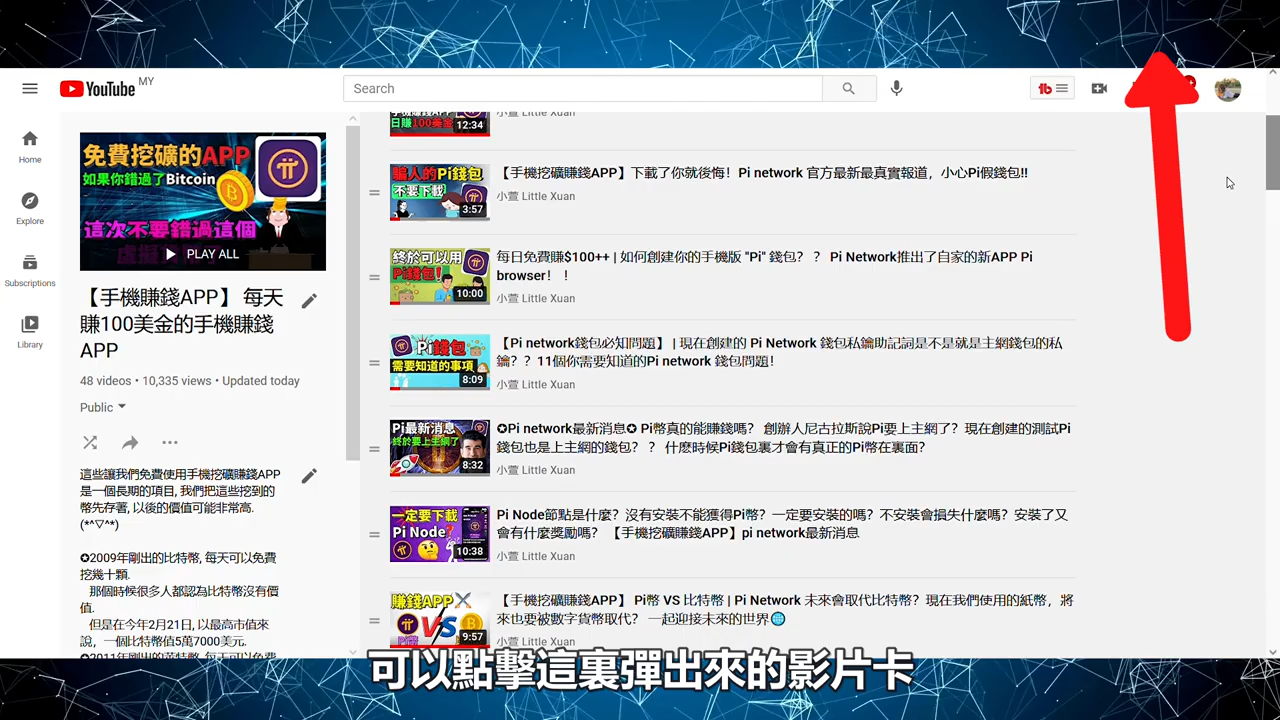 YouTube MY
Search
Home
Explore
Subscriptions
Library
免費挖礦的APP
如果你錯過了Bitcoin
這次不要錯過這個
PLAY ALL
【手機賺錢APP】 每天
賺100美金的手機賺錢
APP
48 videos • 10,335 views • Updated today
Public
這些讓我們免費使用手機挖礦賺錢APP
是一個長期的項目, 我們把這些挖到的
幣先存著, 以後的價值可能非常高.
(*^▽^*)
✪2009年剛出的比特幣, 每天可以免費
挖幾十顆.
那個時候很多人都認為比特幣沒有價
值.
但是在今年2月21日, 以最高市值來
說, 一個比特幣值5萬7000美元.
日賺100美金
12:34
小萱 Little Xuan
騙人的Pi錢包
不要下載
3:57
【手機挖礦賺錢APP】下載了你就後悔！Pi network 官方最新最真實報道，小心Pi假錢包!!
小萱 Little Xuan
終於可以用
Pi錢包!
10:00
每日免費賺$100++ | 如何創建你的手機版 "Pi" 錢包？ ？ Pi Network推出了自家的新APP Pi
browser！ ！
小萱 Little Xuan
Pi錢包
需要知道的事項
8:09
【Pi network錢包必知問題】 | 現在創建的 Pi Network 錢包私鑰助記詞是不是就是主網錢包的私
鑰？？11個你需要知道的Pi network 錢包問題！
小萱 Little Xuan
Pi最新消息
終於要上主網了
8:32
✪Pi network最新消息✪ Pi幣真的能賺錢嗎？ 創辦人尼古拉斯說Pi要上主網了？現在創建的測試Pi
錢包也是上主網的錢包？ ？ 什麼時候Pi錢包裏才會有真正的Pi幣在裏面？
小萱 Little Xuan
一定要下載
Pi Node?
10:38
Pi Node節點是什麼？沒有安裝不能獲得Pi幣？一定要安裝的嗎？不安裝會損失什麼嗎？安裝了又
會有什麼獎勵嗎？ 【手機挖礦賺錢APP】pi network最新消息
小萱 Little Xuan
賺錢APP
VS
9:57
【手機挖礦賺錢APP】 Pi幣 VS 比特幣 | Pi Network 未來會取代比特幣？現在我們使用的紙幣，將
來也要被數字貨幣取代？ 一起迎接未來的世界🌐
小萱 Little Xuan
可以點擊這裏彈出來的影片卡